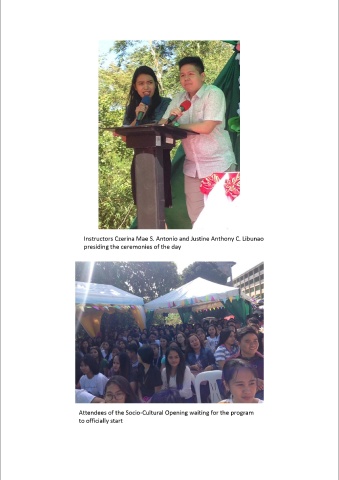 Instructors Czerina Mae S. Antonio and Justine Anthony C. Libunao
presiding the ceremonies of the day
Attendees of the Socio-Cultural Opening waiting for the program
to officially start